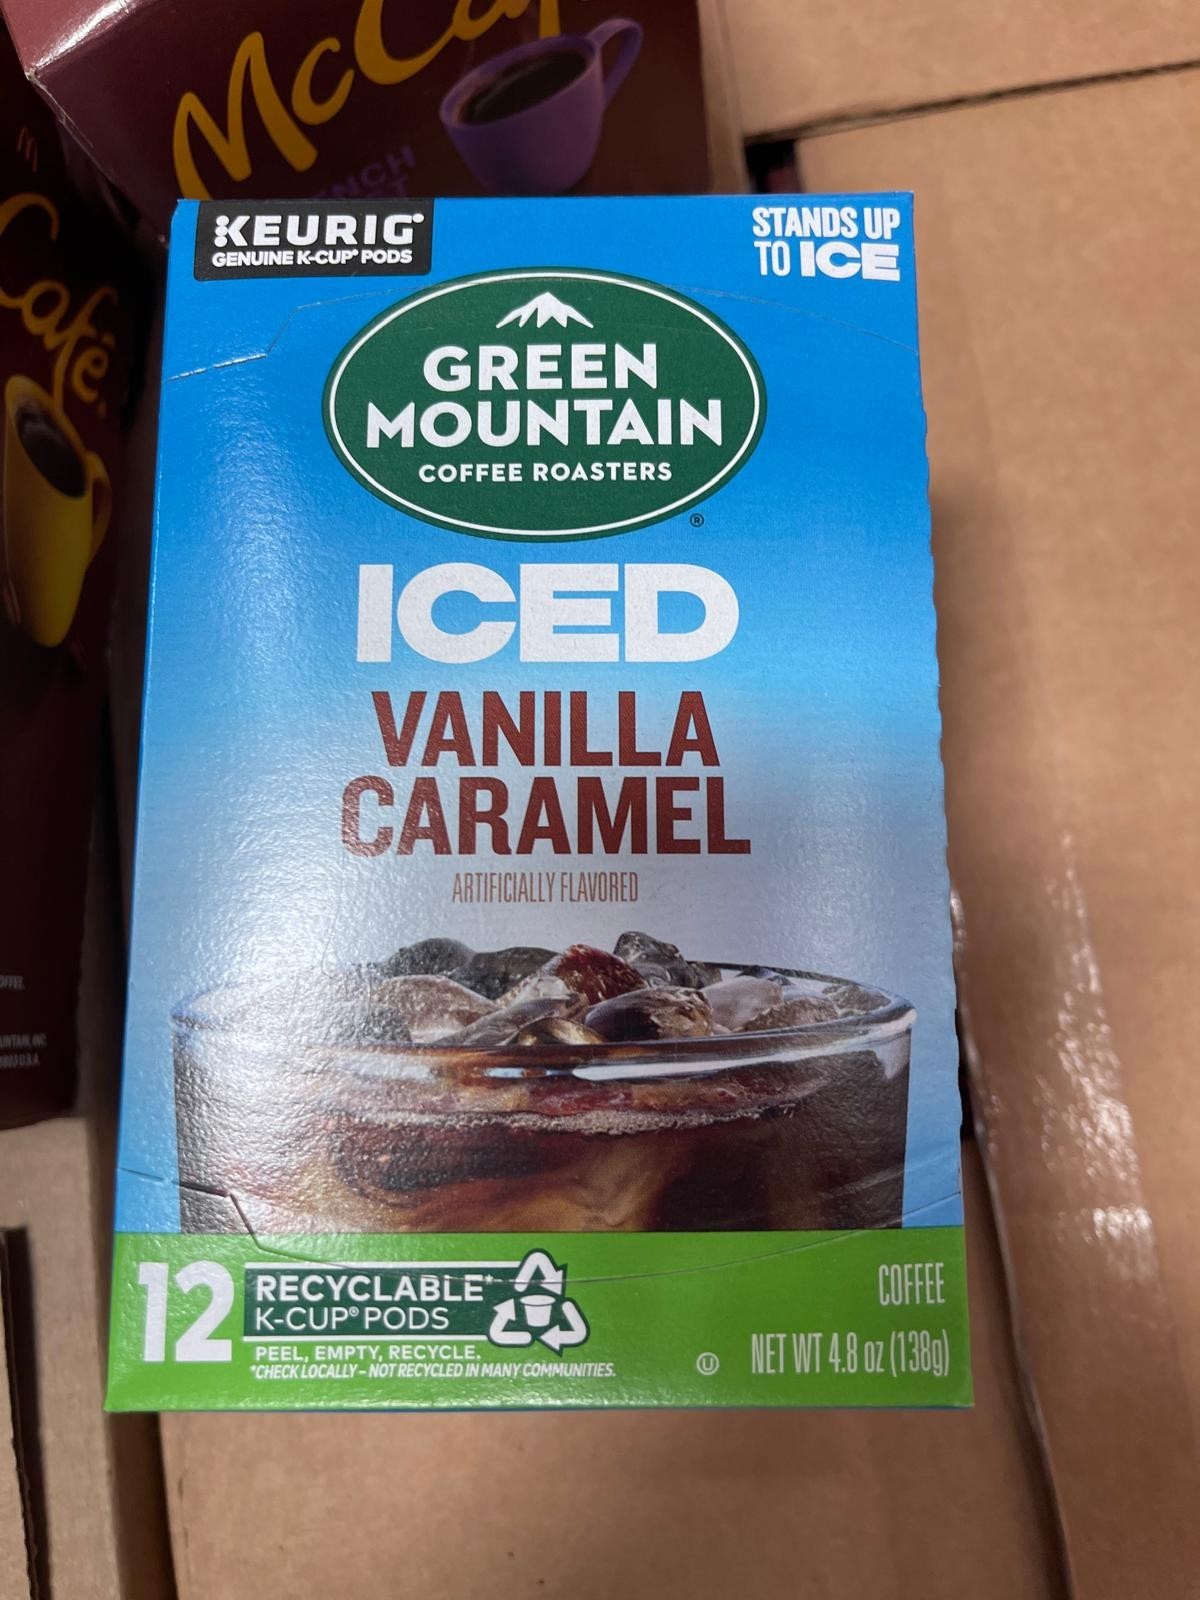 McCafé
KEURIG®
GENUINE K-CUP® PODS
STANDS UP
TO ICE
GREEN
MOUNTAIN
COFFEE ROASTERS
®
ICED
VANILLA
CARAMEL
ARTIFICIALLY FLAVORED
12
RECYCLABLE*
K-CUP® PODS
PEEL, EMPTY, RECYCLE.
*CHECK LOCALLY – NOT RECYCLED IN MANY COMMUNITIES.
COFFEE
U
NET WT 4.8 oz (138g)